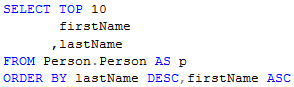 SELECT TOP 10
firstName
,lastName
FROM Person.Person AS p
ORDER BY lastName DESC,firstName ASC